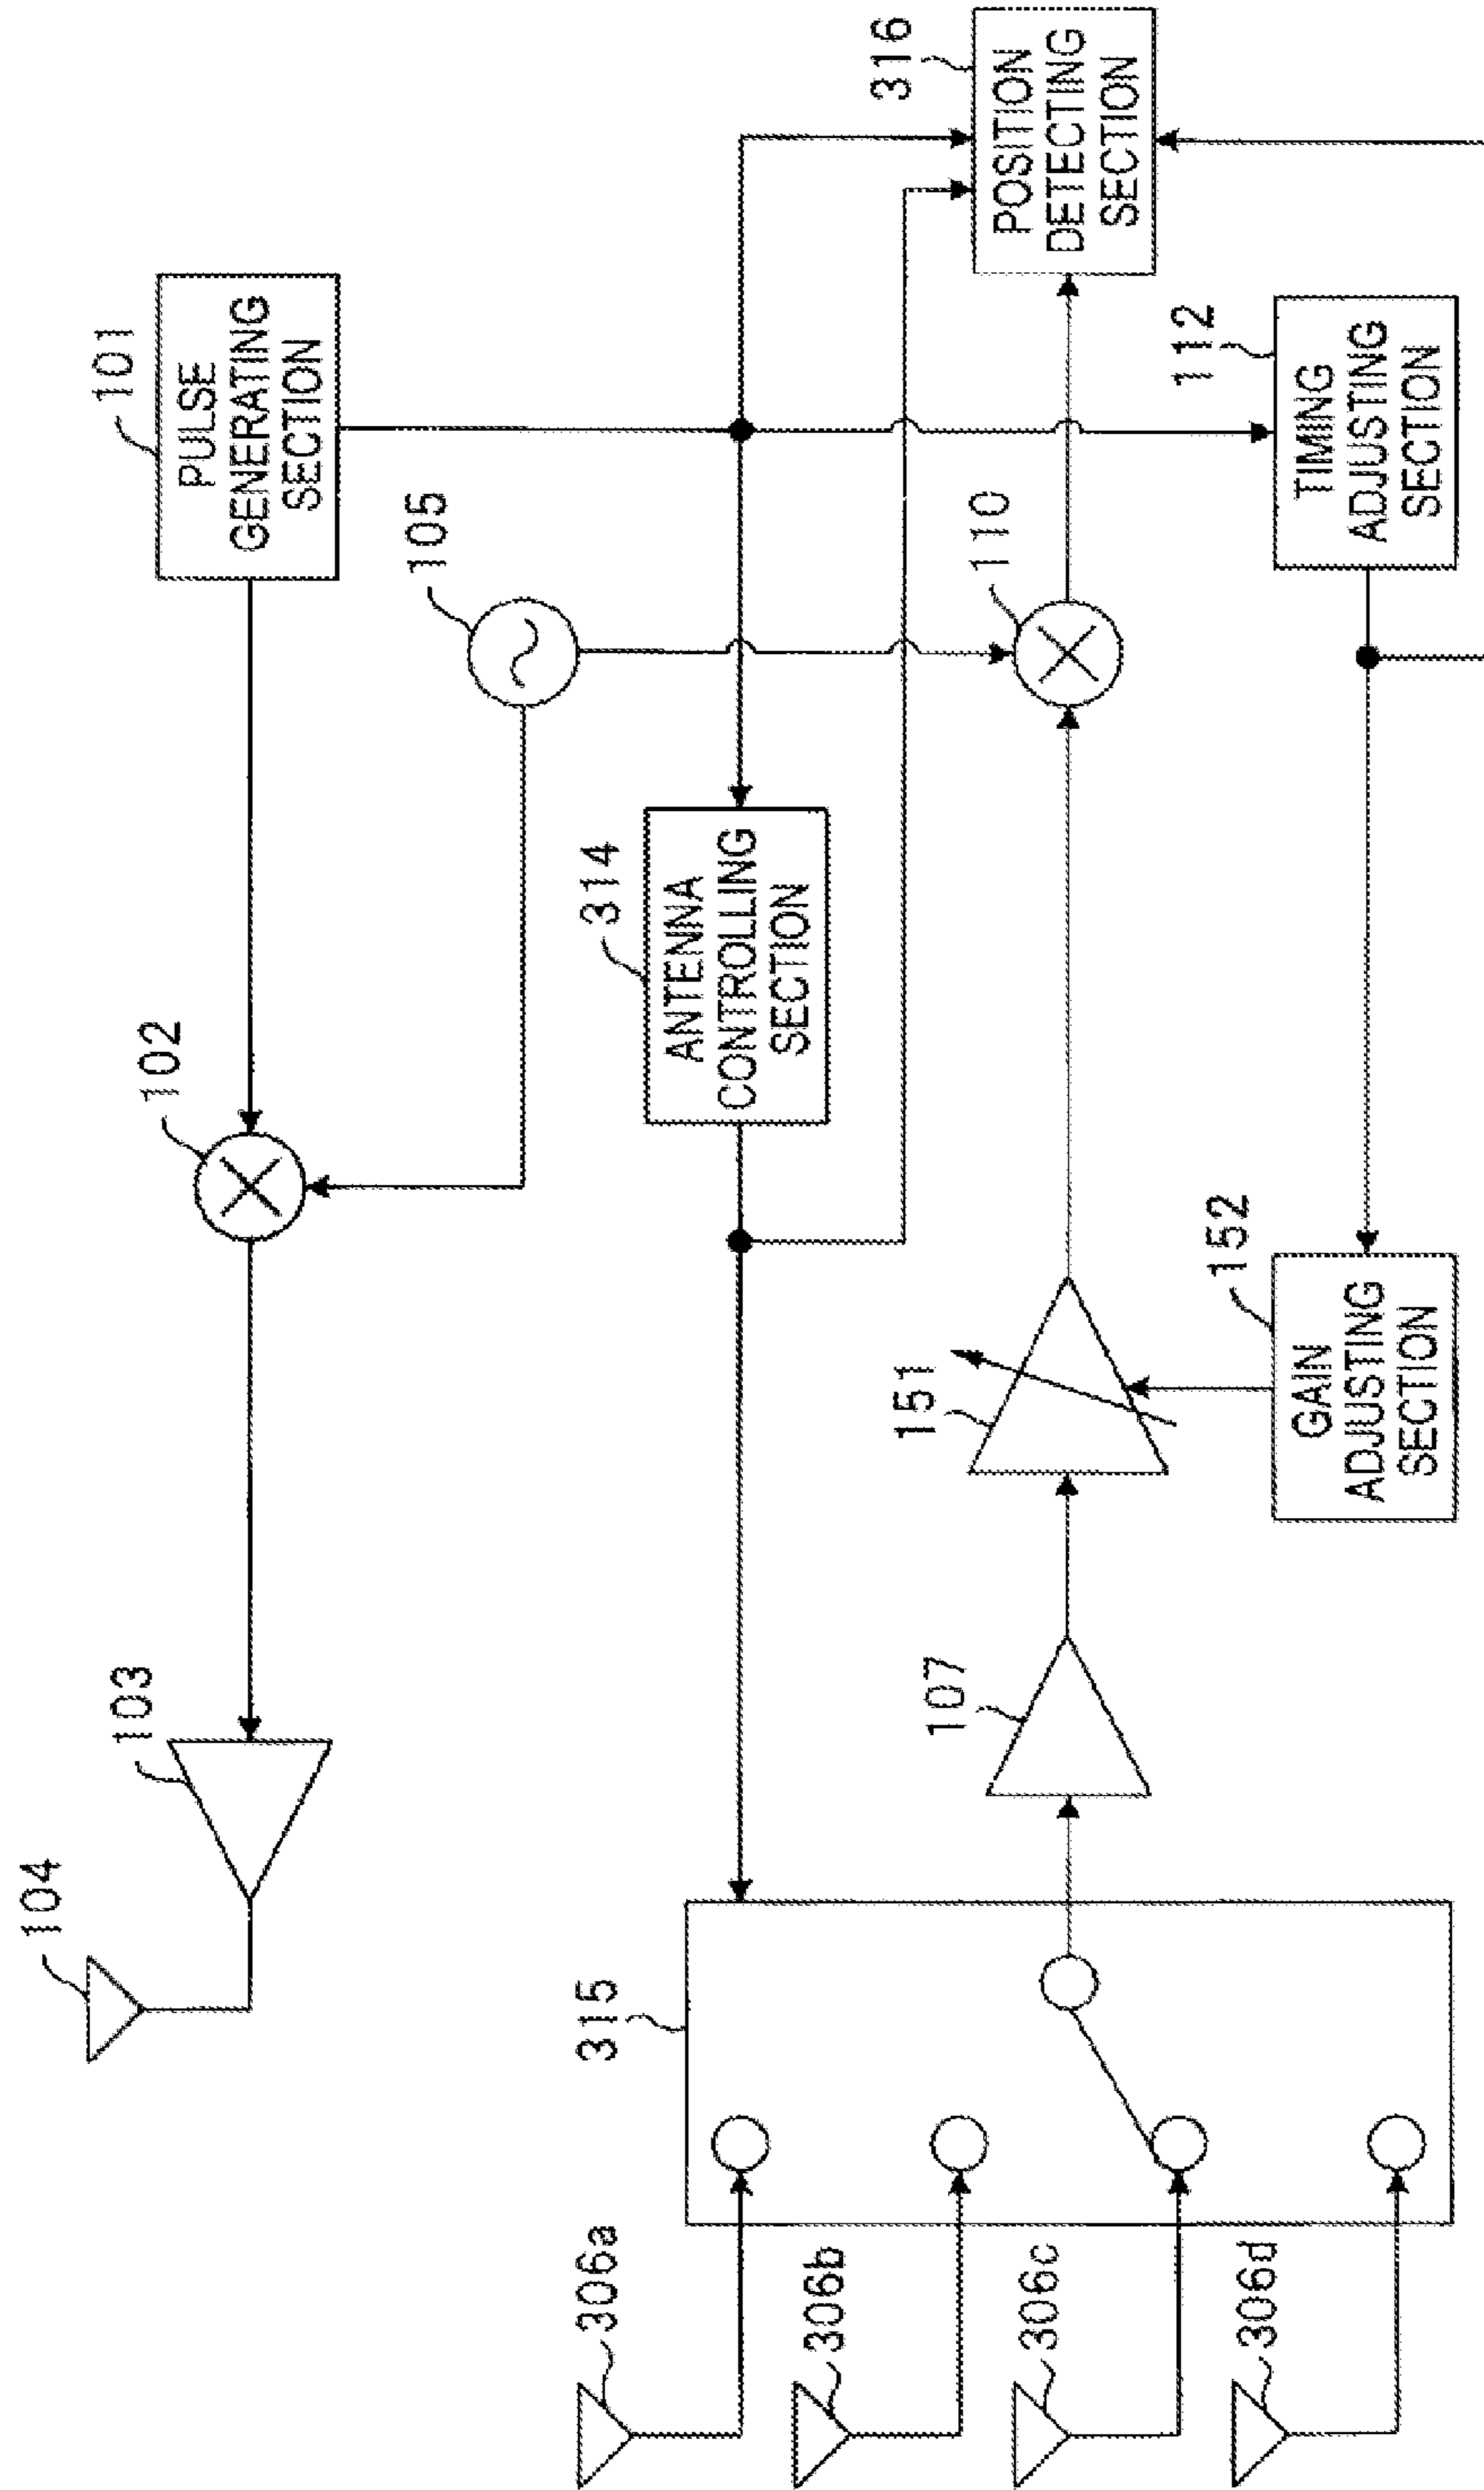 104
103
102
101
PULSE
GENERATING
SECTION
105
306a
315
314
ANTENNA
CONTROLLING
SECTION
306b
107
151
110
316
POSITION
DETECTING
SECTION
306c
306d
152
GAIN
ADJUSTING
SECTION
112
TIMING
ADJUSTING
SECTION